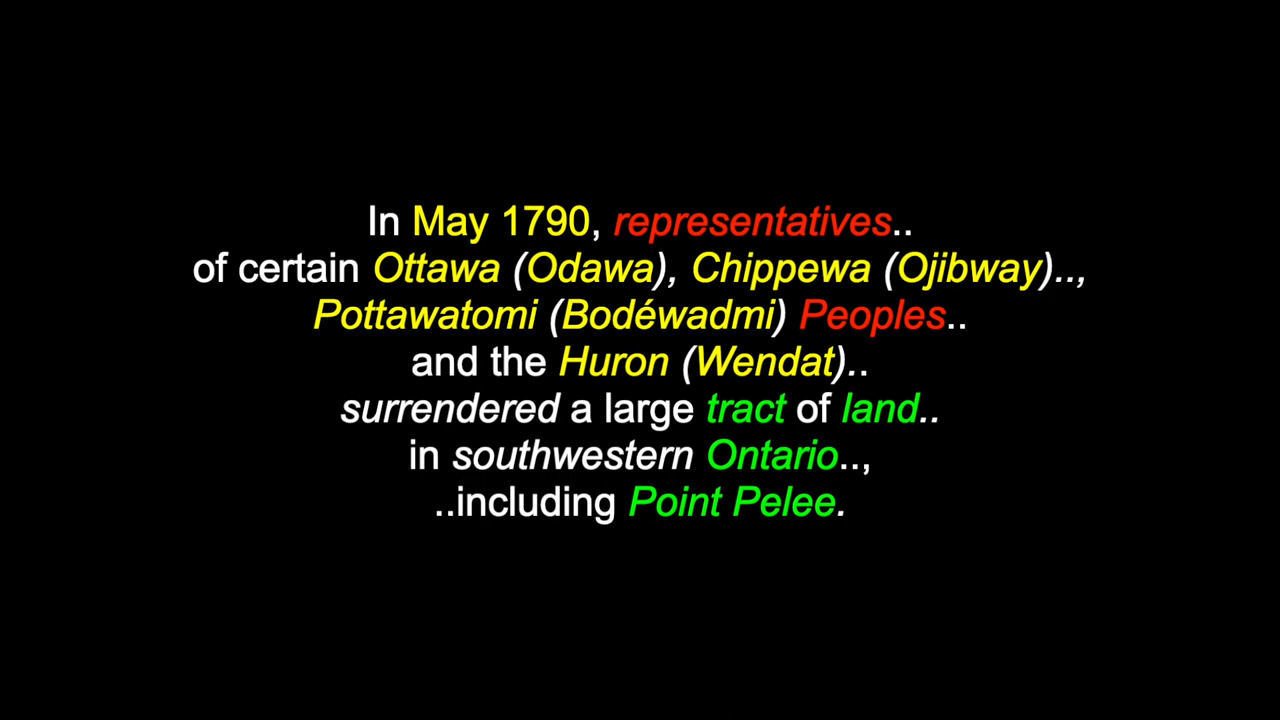 In May 1790, representatives..
of certain Ottawa (Odawa), Chippewa (Ojibway)..,
Pottawatomi (Bodéwadmi) Peoples..
and the Huron (Wendat)..
surrendered a large tract of land..
in southwestern Ontario..,
..including Point Pelee.